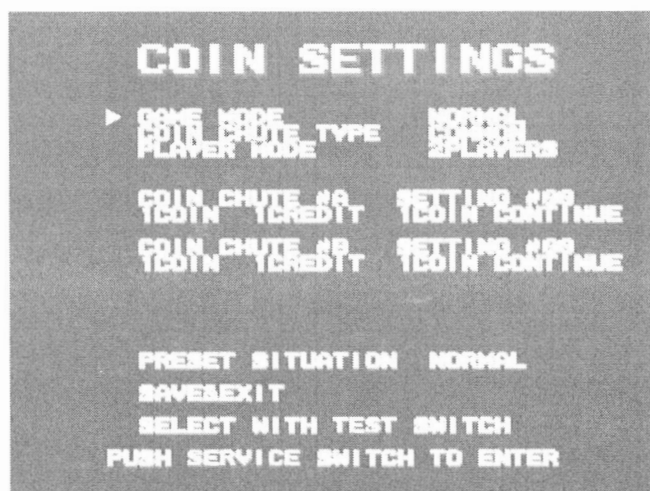 COIN SETTINGS
GAME MODE NORMAL
COIN CHUTE TYPE COMMON
PLAYER MODE 2PLAYERS
COIN CHUTE #A SETTING #00
1COIN 1CREDIT 1COIN CONTINUE
COIN CHUTE #B SETTING #00
1COIN 1CREDIT 1COIN CONTINUE
PRESET SITUATION NORMAL
SAVE&EXIT
SELECT WITH TEST SWITCH
PUSH SERVICE SWITCH TO ENTER